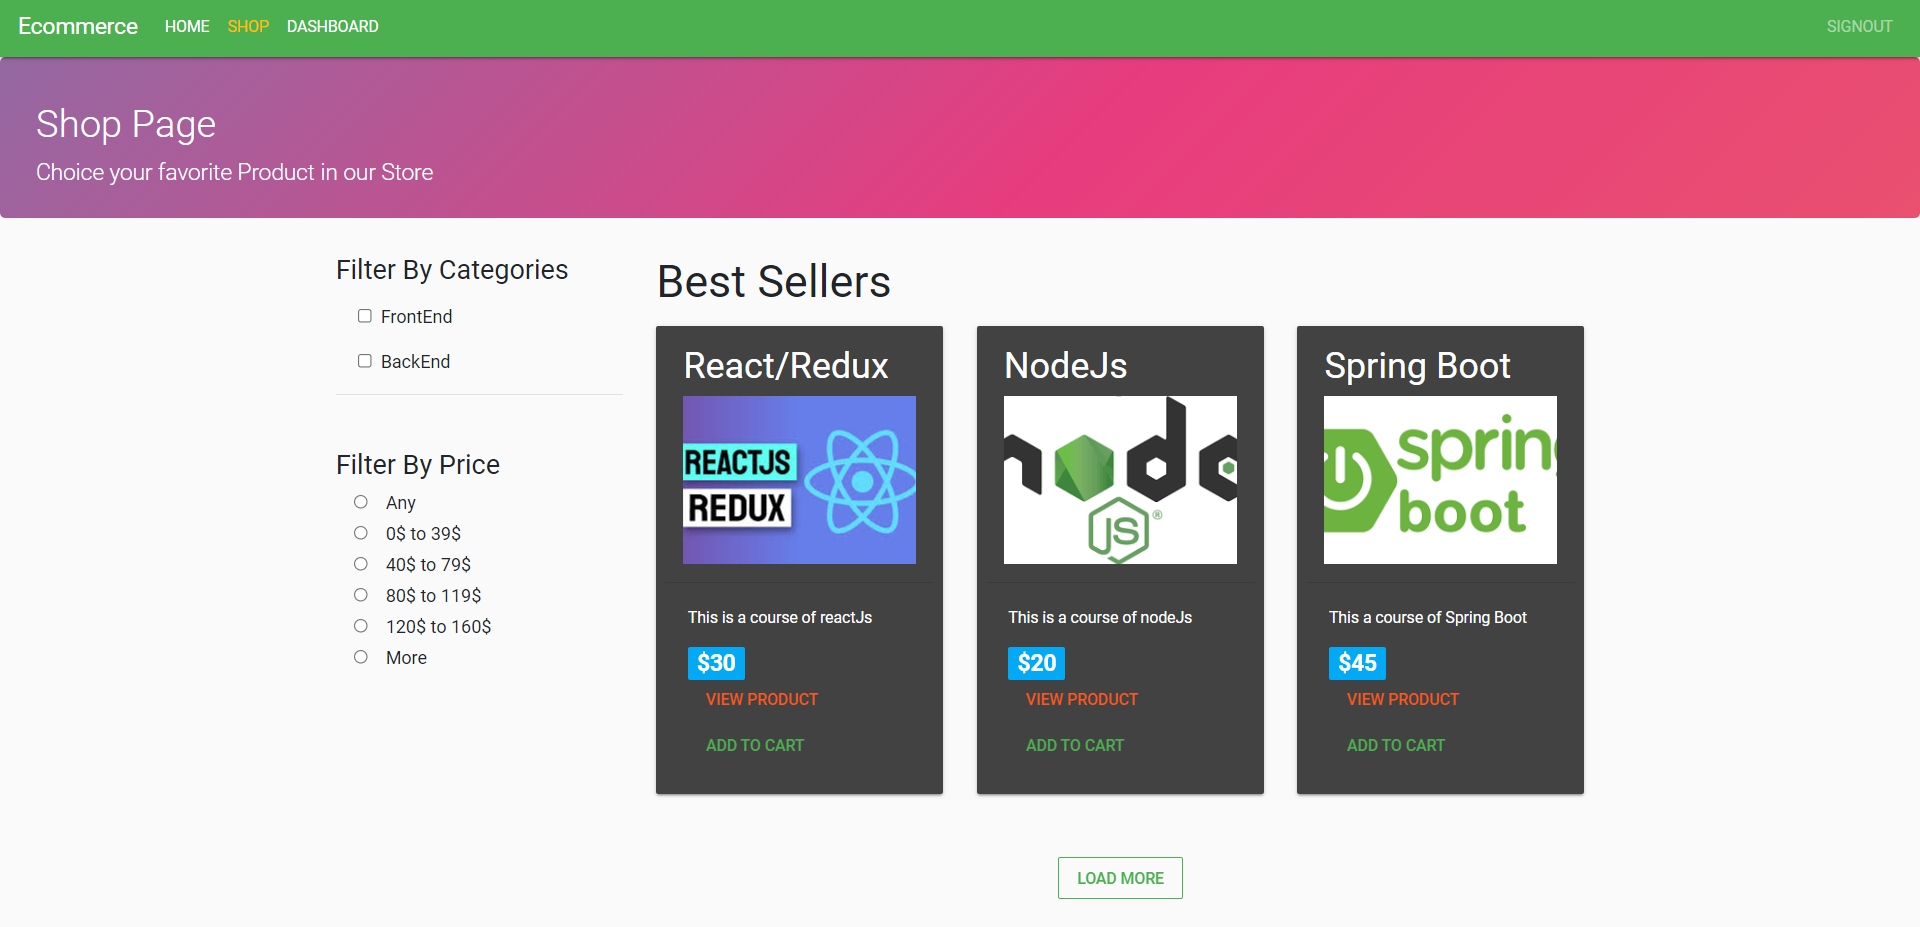 Ecommerce HOME SHOP DASHBOARD SIGNOUT
Shop Page
Choice your favorite Product in our Store
Filter By Categories
FrontEnd
BackEnd
Filter By Price
Any
0$ to 39$
40$ to 79$
80$ to 119$
120$ to 160$
More
Best Sellers
React/Redux
REACTJS
REDUX
This is a course of reactJs
$30
VIEW PRODUCT
ADD TO CART
NodeJs
node
JS®
This is a course of nodeJs
$20
VIEW PRODUCT
ADD TO CART
Spring Boot
spring
boot
This a course of Spring Boot
$45
VIEW PRODUCT
ADD TO CART
LOAD MORE